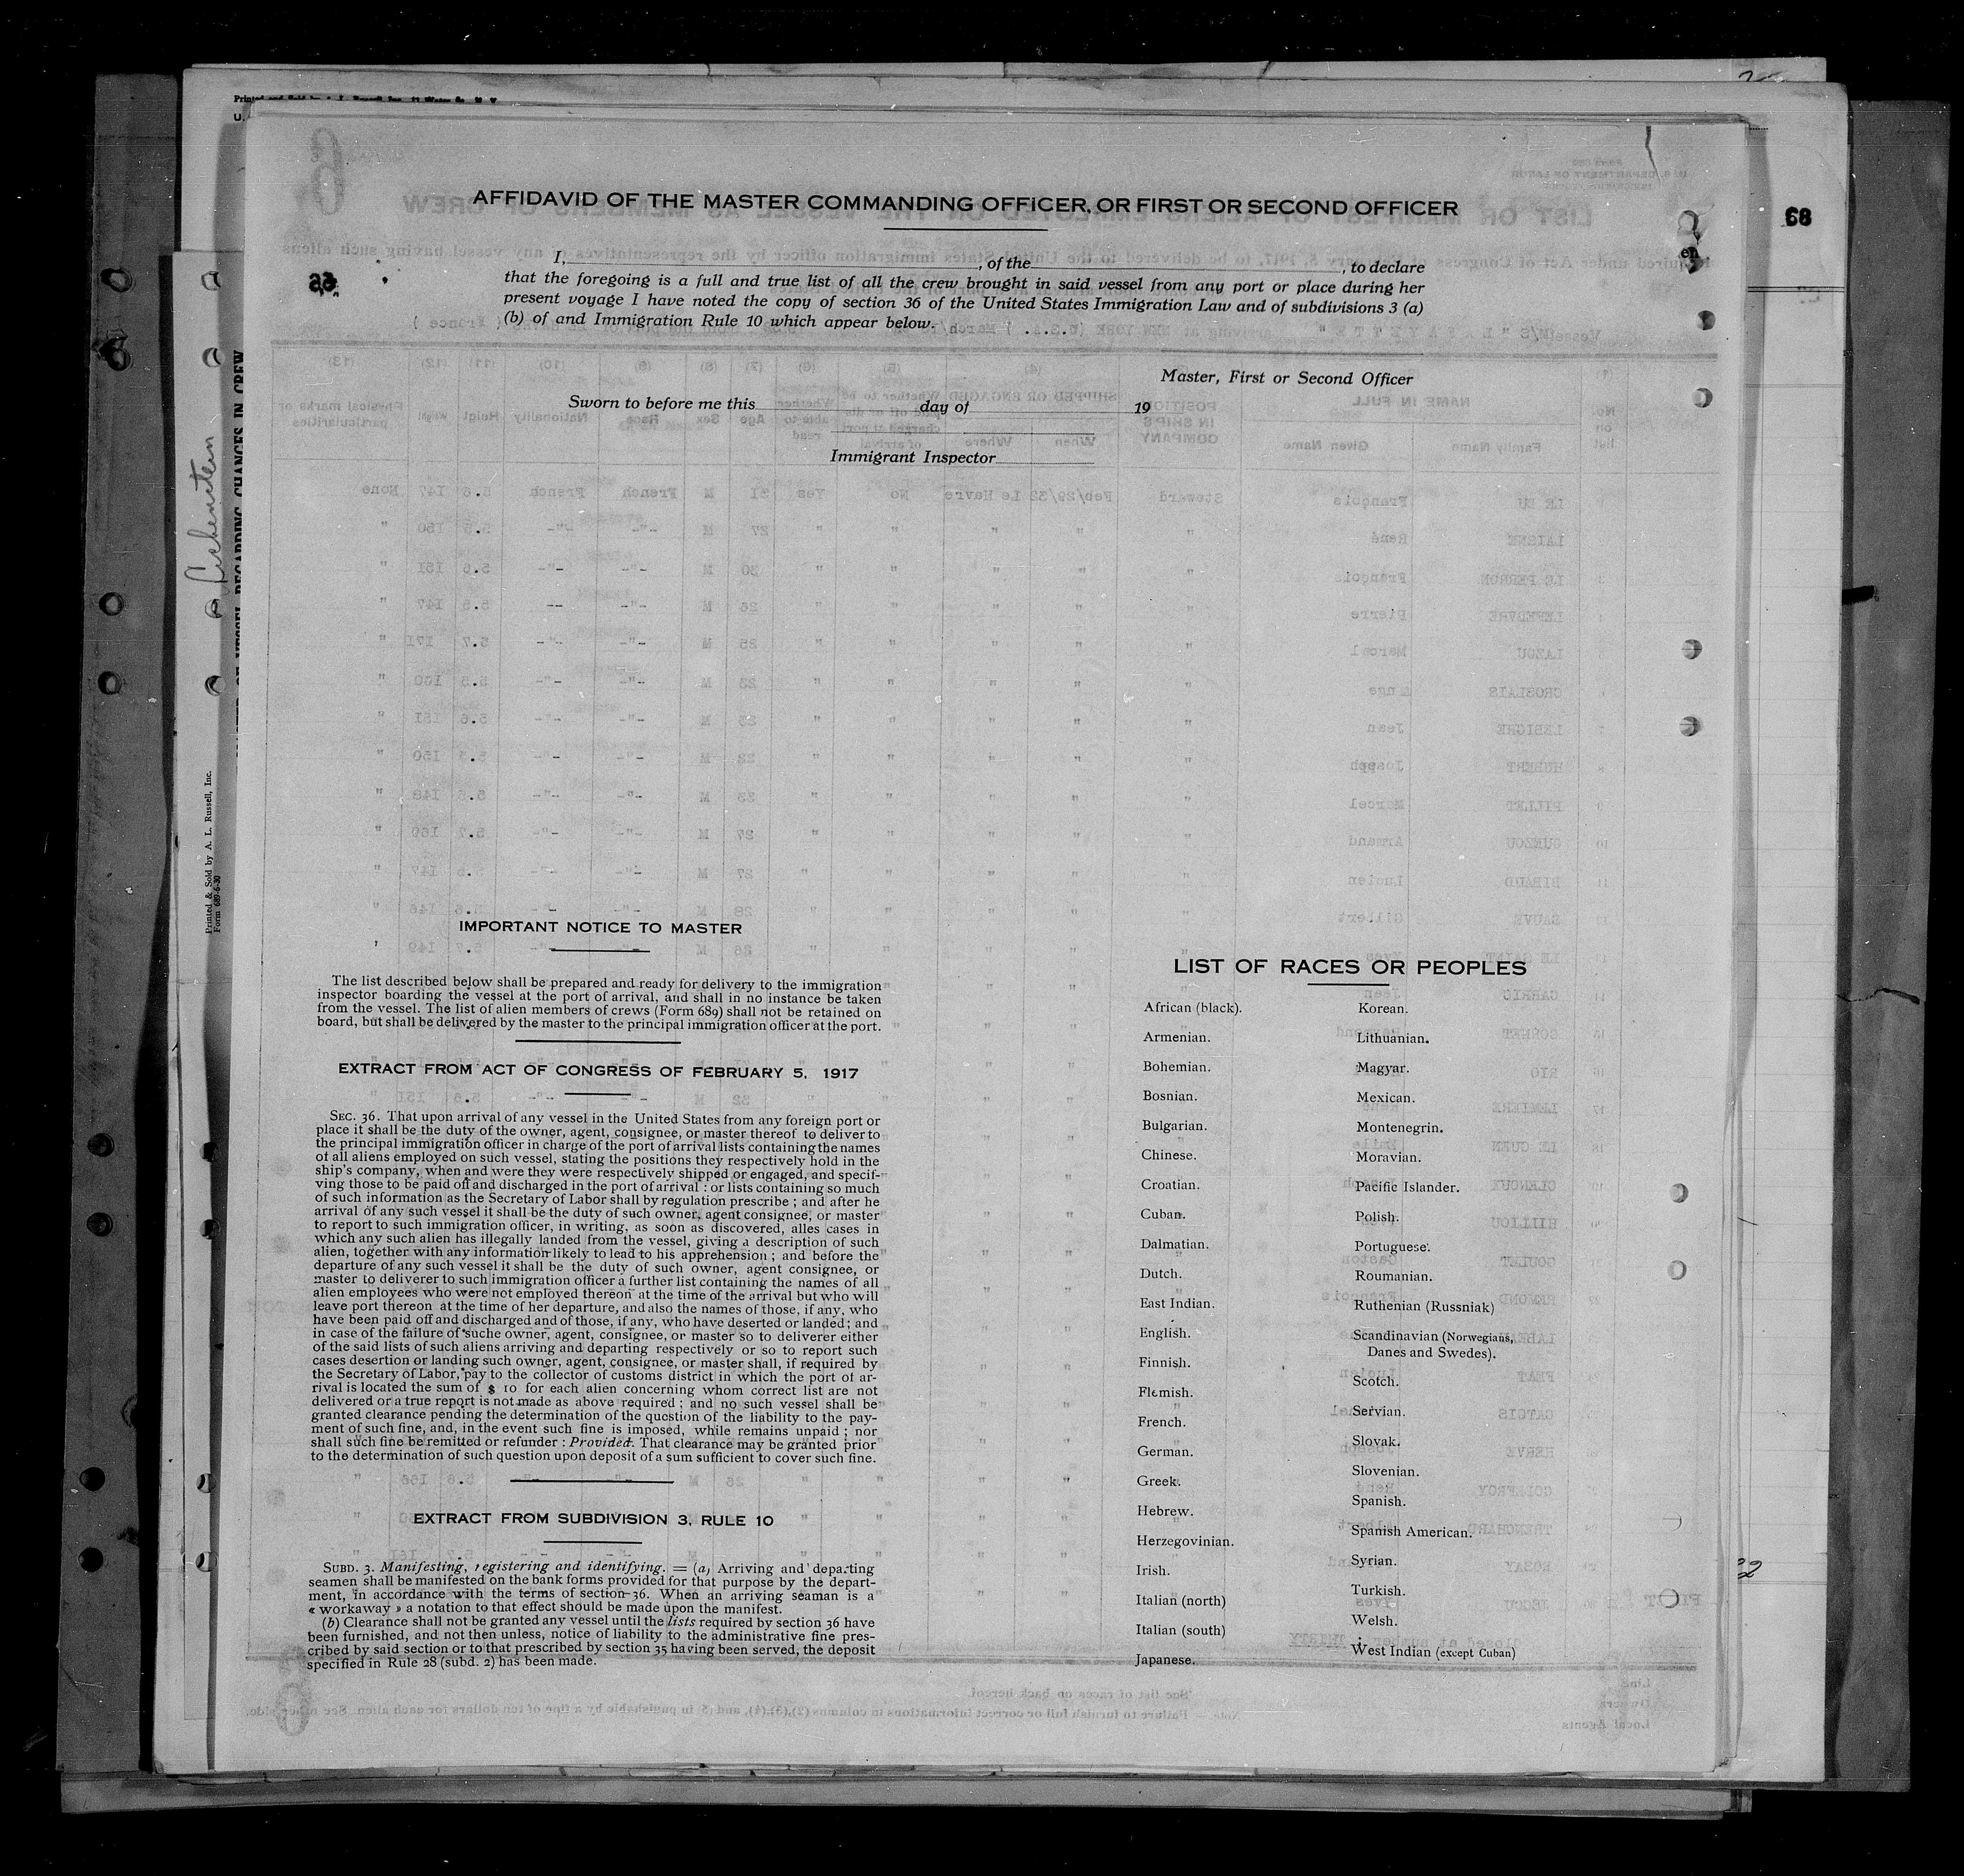 68
AFFIDAVID OF THE MASTER COMMANDING OFFICER, OR FIRST OR SECOND OFFICER
I, , of the , to declare
that the foregoing is a full and true list of all the crew brought in said vessel from any port or place during her
present voyage I have noted the copy of section 36 of the United States Immigration Law and of subdivisions 3 (a)
(b) of and Immigration Rule 10 which appear below.
Master, First or Second Officer
Sworn to before me this day of 19
Immigrant Inspector
Printed & Sold by A. L. Russell, Inc.
Form 689-6-30
IMPORTANT NOTICE TO MASTER
The list described below shall be prepared and ready for delivery to the immigration
inspector boarding the vessel at the port of arrival, and shall in no instance be taken
from the vessel. The list of alien members of crews (Form 689) shall not be retained on
board, but shall be delivered by the master to the principal immigration officer at the port.
EXTRACT FROM ACT OF CONGRESS OF FEBRUARY 5, 1917
SEC. 36. That upon arrival of any vessel in the United States from any foreign port or
place it shall be the duty of the owner, agent, consignee, or master thereof to deliver to
the principal immigration officer in charge of the port of arrival lists containing the names
of all aliens employed on such vessel, stating the positions they respectively hold in the
ship's company, when and were they were respectively shipped or engaged, and specif-
ving those to be paid off and discharged in the port of arrival : or lists containing so much
of such information as the Secretary of Labor shall by regulation prescribe ; and after he
arrival of any such vessel it shall be the duty of such owner, agent consignee, or master
to report to such immigration officer, in writing, as soon as discovered, alles cases in
which any such alien has illegally landed from the vessel, giving a description of such
alien, together with any information likely to lead to his apprehension ; and before the
departure of any such vessel it shall be the duty of such owner, agent consignee, or
master to deliverer to such immigration officer a further list containing the names of all
alien employees who were not employed thereon at the time of the arrival but who will
leave port thereon at the time of her departure, and also the names of those, if any, who
have been paid off and discharged and of those, if any, who have deserted or landed ; and
in case of the failure of suche owner, agent, consignee, or master so to deliverer either
of the said lists of such aliens arriving and departing respectively or so to report such
cases desertion or landing such owner, agent, consignee, or master shall, if required by
the Secretary of Labor, pay to the collector of customs district in which the port of ar-
rival is located the sum of $ 10 for each alien concerning whom correct list are not
delivered or a true report is not made as above required ; and no such vessel shall be
granted clearance pending the determination of the question of the liability to the pay-
ment of such fine, and, in the event such fine is imposed, while remains unpaid ; nor
shall such fine be remitted or refunder : Provided. That clearance may be granted prior
to the determination of such question upon deposit of a sum sufficient to cover such fine.
EXTRACT FROM SUBDIVISION 3, RULE 10
SUBD. 3. Manifesting, registering and identifying. = (a) Arriving and departing
seamen shall be manifested on the bank forms provided for that purpose by the depart-
ment, in accordance with the terms of section 36. When an arriving seaman is a
« workaway » a notation to that effect should be made upon the manifest.
(b) Clearance shall not be granted any vessel until the lists required by section 36 have
been furnished, and not then unless, notice of liability to the administrative fine pres-
cribed by said section or to that prescribed by section 35 having been served, the deposit
specified in Rule 28 (subd. 2) has been made.
LIST OF RACES OR PEOPLES
African (black).
Armenian.
Bohemian.
Bosnian.
Bulgarian.
Chinese.
Croatian.
Cuban.
Dalmatian.
Dutch.
East Indian.
English.
Finnish.
Flemish.
French.
German.
Greek.
Hebrew.
Herzegovinian.
Irish.
Italian (north)
Italian (south)
Japanese.
Korean.
Lithuanian.
Magyar.
Mexican.
Montenegrin.
Moravian.
Pacific Islander.
Polish.
Portuguese.
Roumanian.
Ruthenian (Russniak)
Scandinavian (Norwegians,
Danes and Swedes).
Scotch.
Servian.
Slovak.
Slovenian.
Spanish.
Spanish American.
Syrian.
Turkish.
Welsh.
West Indian (except Cuban)